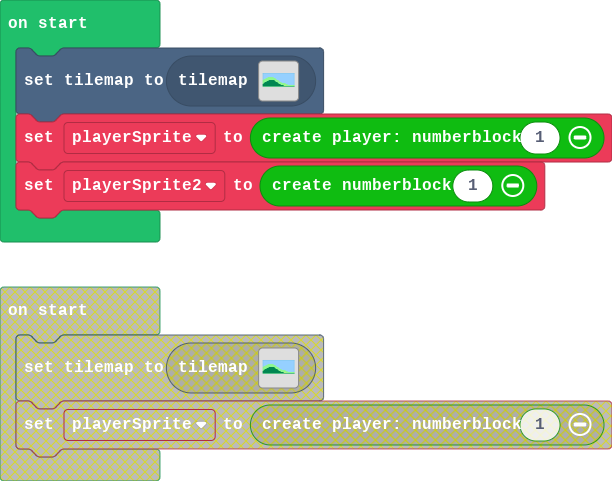 on start
set tilemap to tilemap
set playerSprite to create player: numberblock 1
set playerSprite2 to create numberblock 1
on start
set tilemap to tilemap
set playerSprite to create player: numberblock 1